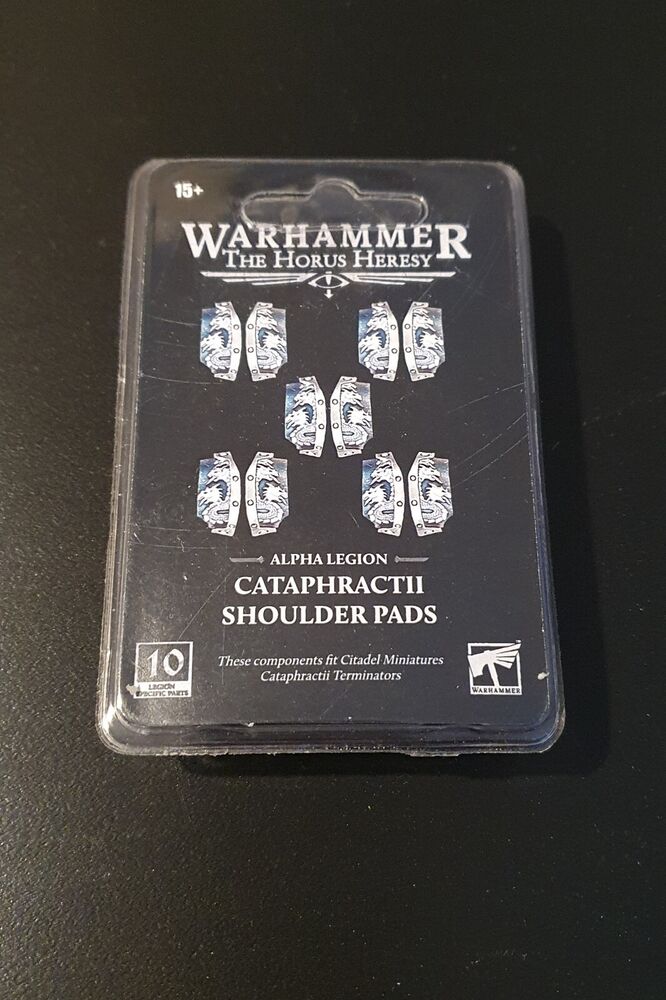 15+
WARHAMMER
THE HORUS HERESY
ALPHA LEGION
CATAPHRACTII
SHOULDER PADS
10
LEGION
SPECIFIC PARTS
These components fit Citadel Miniatures
Cataphractii Terminators
WARHAMMER